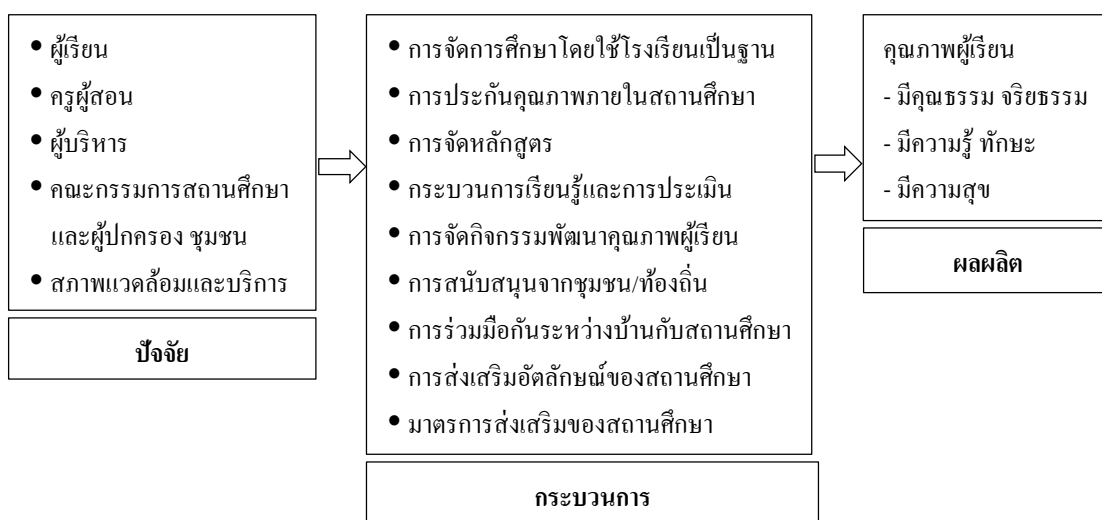 • ผู้เรียน
• ครูผู้สอน
• ผู้บริหาร
• คณะกรรมการสถานศึกษา
และผู้ปกครอง ชุมชน
• สภาพแวดล้อมและบริการ
ปัจจัย
• การจัดการศึกษาโดยใช้โรงเรียนเป็นฐาน
• การประกันคุณภาพภายในสถานศึกษา
• การจัดหลักสูตร
• กระบวนการเรียนรู้และการประเมิน
• การจัดกิจกรรมพัฒนาคุณภาพผู้เรียน
• การสนับสนุนจากชุมชน/ท้องถิ่น
• การร่วมมือกันระหว่างบ้านกับสถานศึกษา
• การส่งเสริมอัตลักษณ์ของสถานศึกษา
• มาตรการส่งเสริมของสถานศึกษา
กระบวนการ
คุณภาพผู้เรียน
- มีคุณธรรม จริยธรรม
- มีความรู้ ทักษะ
- มีความสุข
ผลผลิต